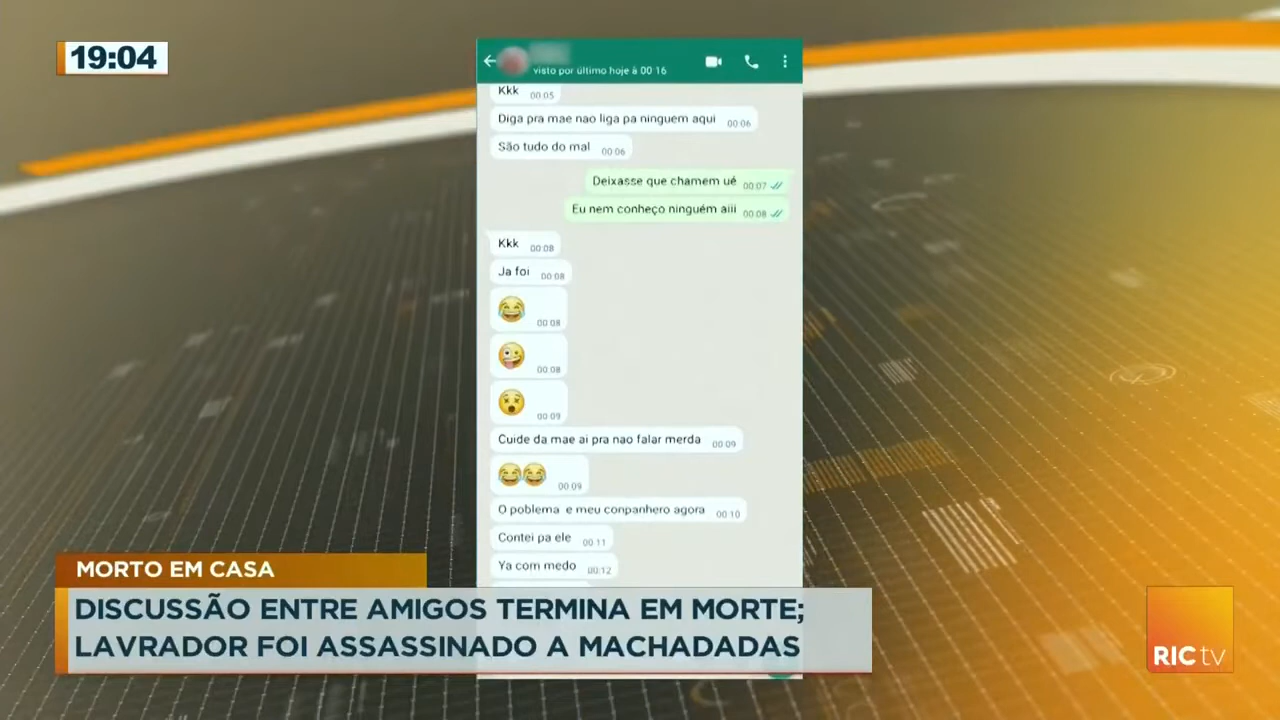 19:04
visto por último hoje à 00 16
Kkk 00:05
Diga pra mae nao liga pa ninguem aqui 00:06
São tudo do mal 00:06
Deixasse que chamem ué 00:07
Eu nem conheço ninguém aiii 00:08
Kkk 00:08
Ja foi 00:08
😂 00:08
🤪 00:08
😵 00:09
Cuide da mae ai pra nao falar merda 00:09
😂😂 00:09
O poblema e meu conpanhero agora 00:10
Contei pa ele 00:11
Ya com medo 00:12
MORTO EM CASA
DISCUSSÃO ENTRE AMIGOS TERMINA EM MORTE;
LAVRADOR FOI ASSASSINADO A MACHADADAS
RIC tv